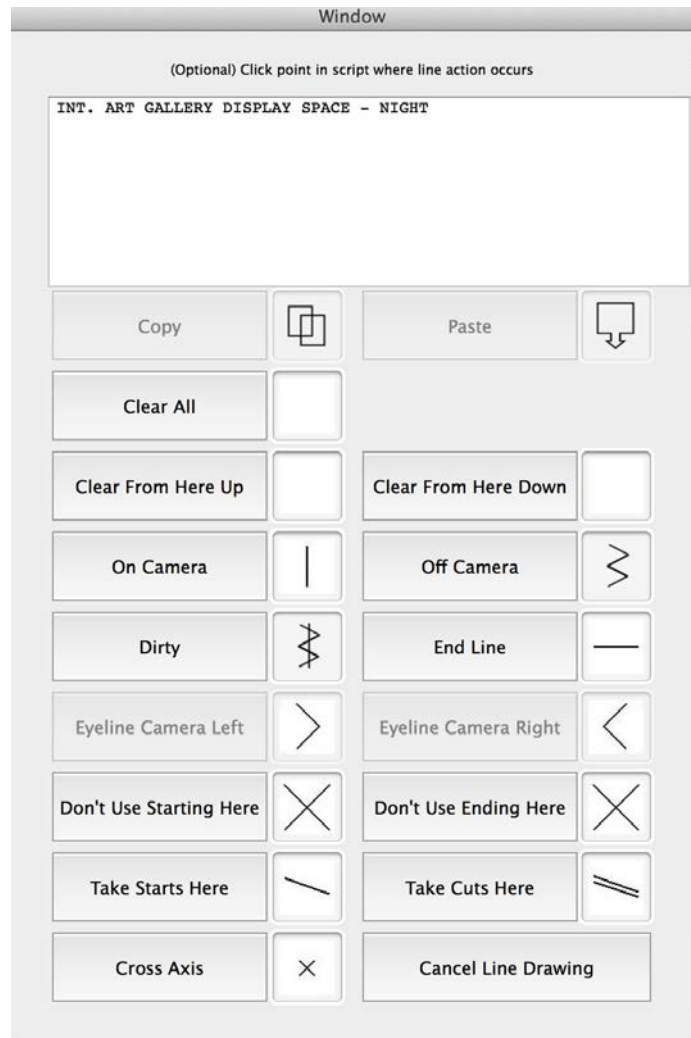 Window
(Optional) Click point in script where line action occurs
INT. ART GALLERY DISPLAY SPACE - NIGHT
Copy
Paste
Clear All
Clear From Here Up
Clear From Here Down
On Camera
Off Camera
Dirty
End Line
Eyeline Camera Left
Eyeline Camera Right
Don't Use Starting Here
Don't Use Ending Here
Take Starts Here
Take Cuts Here
Cross Axis
Cancel Line Drawing